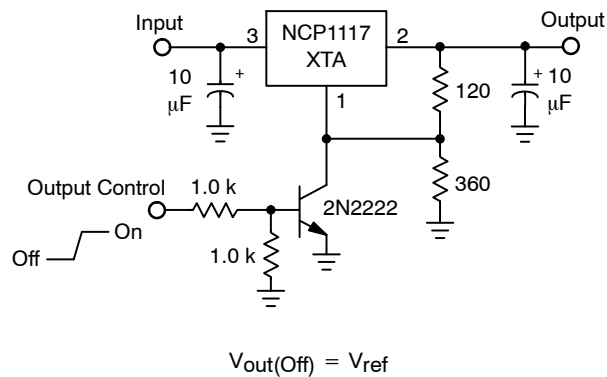 Input
Output
3
NCP1117
XTA
2
10
µF
+
1
120
+
10
µF
360
Output Control
1.0 k
2N2222
On
Off
1.0 k
Vout(Off) = Vref